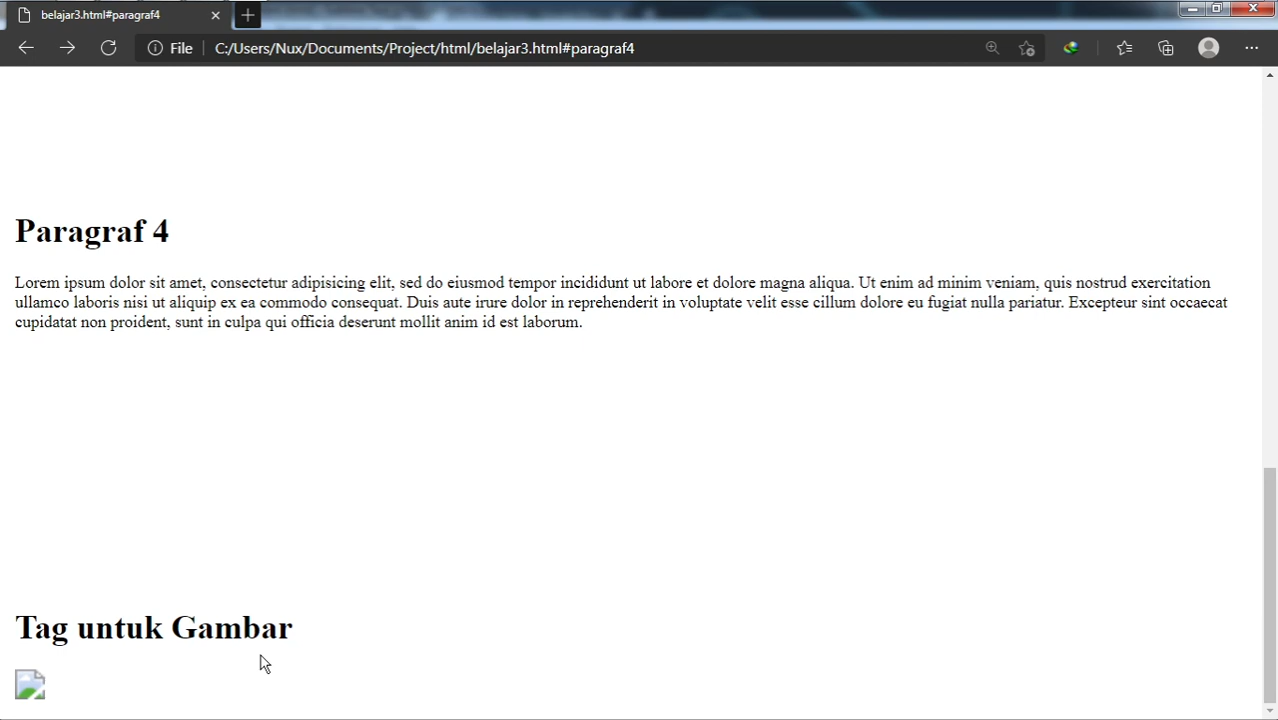 belajar3.html#paragraf4
File
C:/Users/Nux/Documents/Project/html/belajar3.html#paragraf4
Paragraf 4
Lorem ipsum dolor sit amet, consectetur adipisicing elit, sed do eiusmod tempor incididunt ut labore et dolore magna aliqua. Ut enim ad minim veniam, quis nostrud exercitation
ullamco laboris nisi ut aliquip ex ea commodo consequat. Duis aute irure dolor in reprehenderit in voluptate velit esse cillum dolore eu fugiat nulla pariatur. Excepteur sint occaecat
cupidatat non proident, sunt in culpa qui officia deserunt mollit anim id est laborum.
Tag untuk Gambar